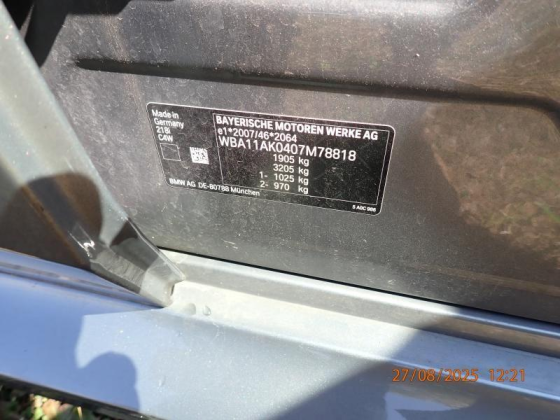 Made in
Germany
218i
C4W
BAYERISCHE MOTOREN WERKE AG
e1*2007/46*2064
WBA11AK0407M78818
1905 kg
3205 kg
1- 1025 kg
2- 970 kg
BMW AG DE-80788 München
27/08/2025 12:21